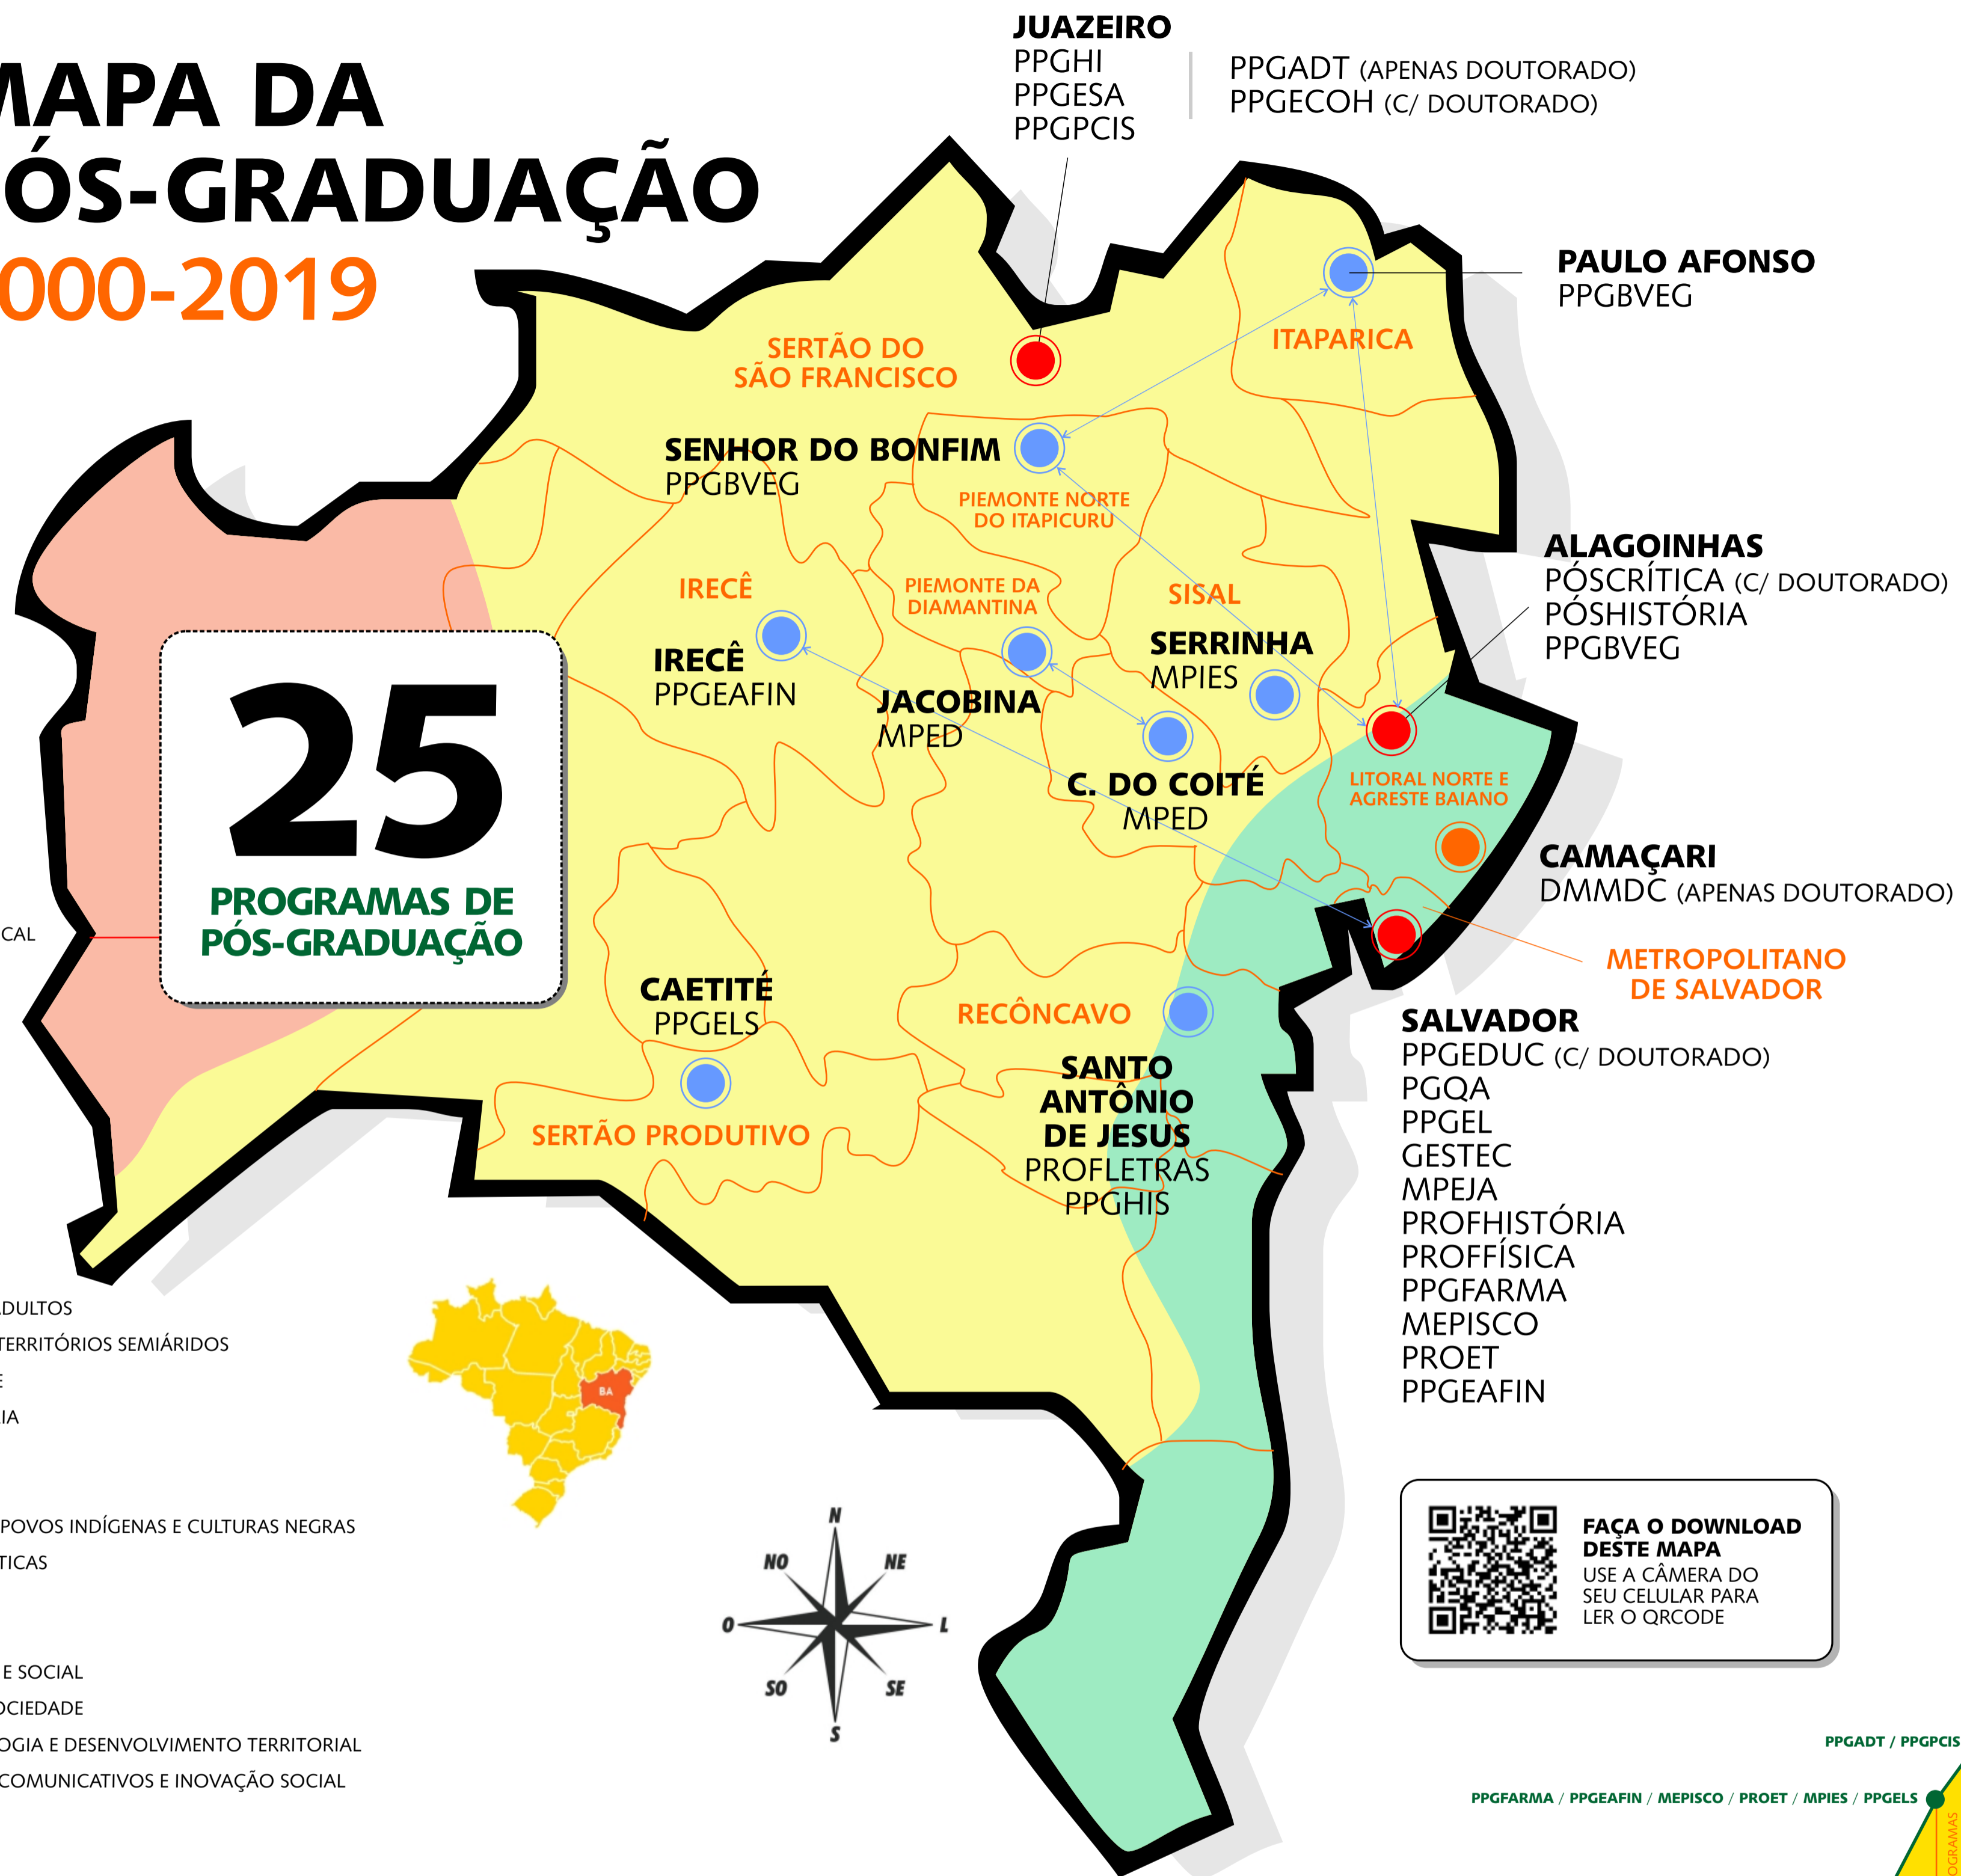 MAPA DA
PÓS-GRADUAÇÃO
000-2019
JUAZEIRO
PPGHI
PPGESA
PPGPCIS
PPGADT (APENAS DOUTORADO)
PPGECOH (C/ DOUTORADO)
PAULO AFONSO
PPGBVEG
ITAPARICA
SERTÃO DO
SÃO FRANCISCO
SENHOR DO BONFIM
PPGBVEG
PIEMONTE NORTE
DO ITAPICURU
ALAGOINHAS
PÓSCRÍTICA (C/ DOUTORADO)
PÓSHISTÓRIA
PPGBVEG
IRECÊ
PIEMONTE DA
DIAMANTINA
SISAL
IRECÊ
PPGEAFIN
JACOBINA
MPED
SERRINHA
MPIES
C. DO COITÉ
MPED
LITORAL NORTE E
AGRESTE BAIANO
25
PROGRAMAS DE
PÓS-GRADUAÇÃO
CAL
CAMAÇARI
DMMDC (APENAS DOUTORADO)
METROPOLITANO
DE SALVADOR
CAETITÉ
PPGELS
SERTÃO PRODUTIVO
RECÔNCAVO
SANTO
ANTÔNIO
DE JESUS
PROFLETRAS
PPGHIS
SALVADOR
PPGEDUC (C/ DOUTORADO)
PGQA
PPGEL
GESTEC
MPEJA
PROFHISTÓRIA
PROFFÍSICA
PPGFARMA
MEPISCO
PROET
PPGEAFIN
ADULTOS
TERRITÓRIOS SEMIÁRIDOS
E
IA
POVOS INDÍGENAS E CULTURAS NEGRAS
TICAS
E SOCIAL
OCIEDADE
OGIA E DESENVOLVIMENTO TERRITORIAL
COMUNICATIVOS E INOVAÇÃO SOCIAL
BA
N
NO
NE
O
L
SO
SE
S
FAÇA O DOWNLOAD
DESTE MAPA
USE A CÂMERA DO
SEU CELULAR PARA
LER O QRCODE
PPGADT / PPGPCIS
PPGFARMA / PPGEAFIN / MEPISCO / PROET / MPIES / PPGELS
OGRAMAS